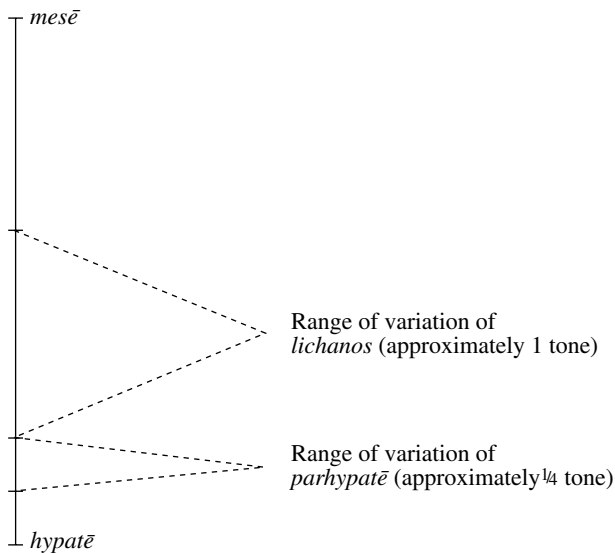 mesē
Range of variation of
lichanos (approximately 1 tone)
Range of variation of
parhypatē (approximately ¼ tone)
hypatē